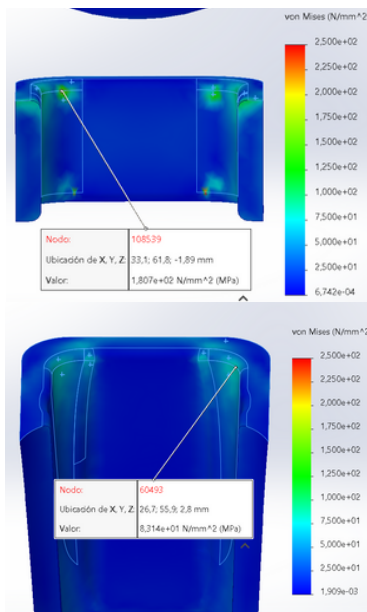 von Mises (N/mm^2
2,500e+02
2,250e+02
2,000e+02
1,750e+02
1,500e+02
1,250e+02
1,000e+02
7,500e+01
5,000e+01
2,500e+01
6,742e-04
Nodo: 108539
Ubicación de X, Y, Z: 33,1; 61,8; -1,89 mm
Valor: 1,807e+02 N/mm^2 (MPa)
von Mises (N/mm^2
2,500e+02
2,250e+02
2,000e+02
1,750e+02
1,500e+02
1,250e+02
1,000e+02
7,500e+01
5,000e+01
2,500e+01
1,909e-03
Nodo: 60493
Ubicación de X, Y, Z: 26,7; 55,9; 2,8 mm
Valor: 8,314e+01 N/mm^2 (MPa)